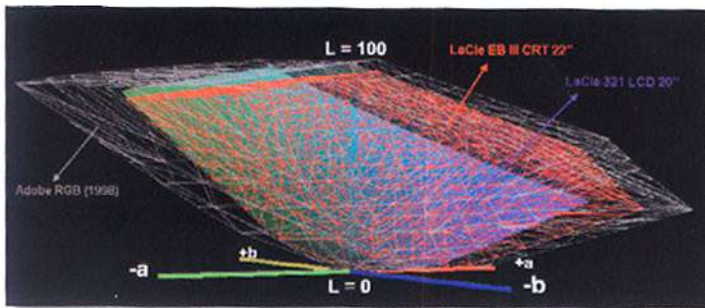 L = 100
LaCie EB III CRT 22"
LaCie 321 LCD 20"
Adobe RGB (1998)
+b
-a
+a
-b
L = 0